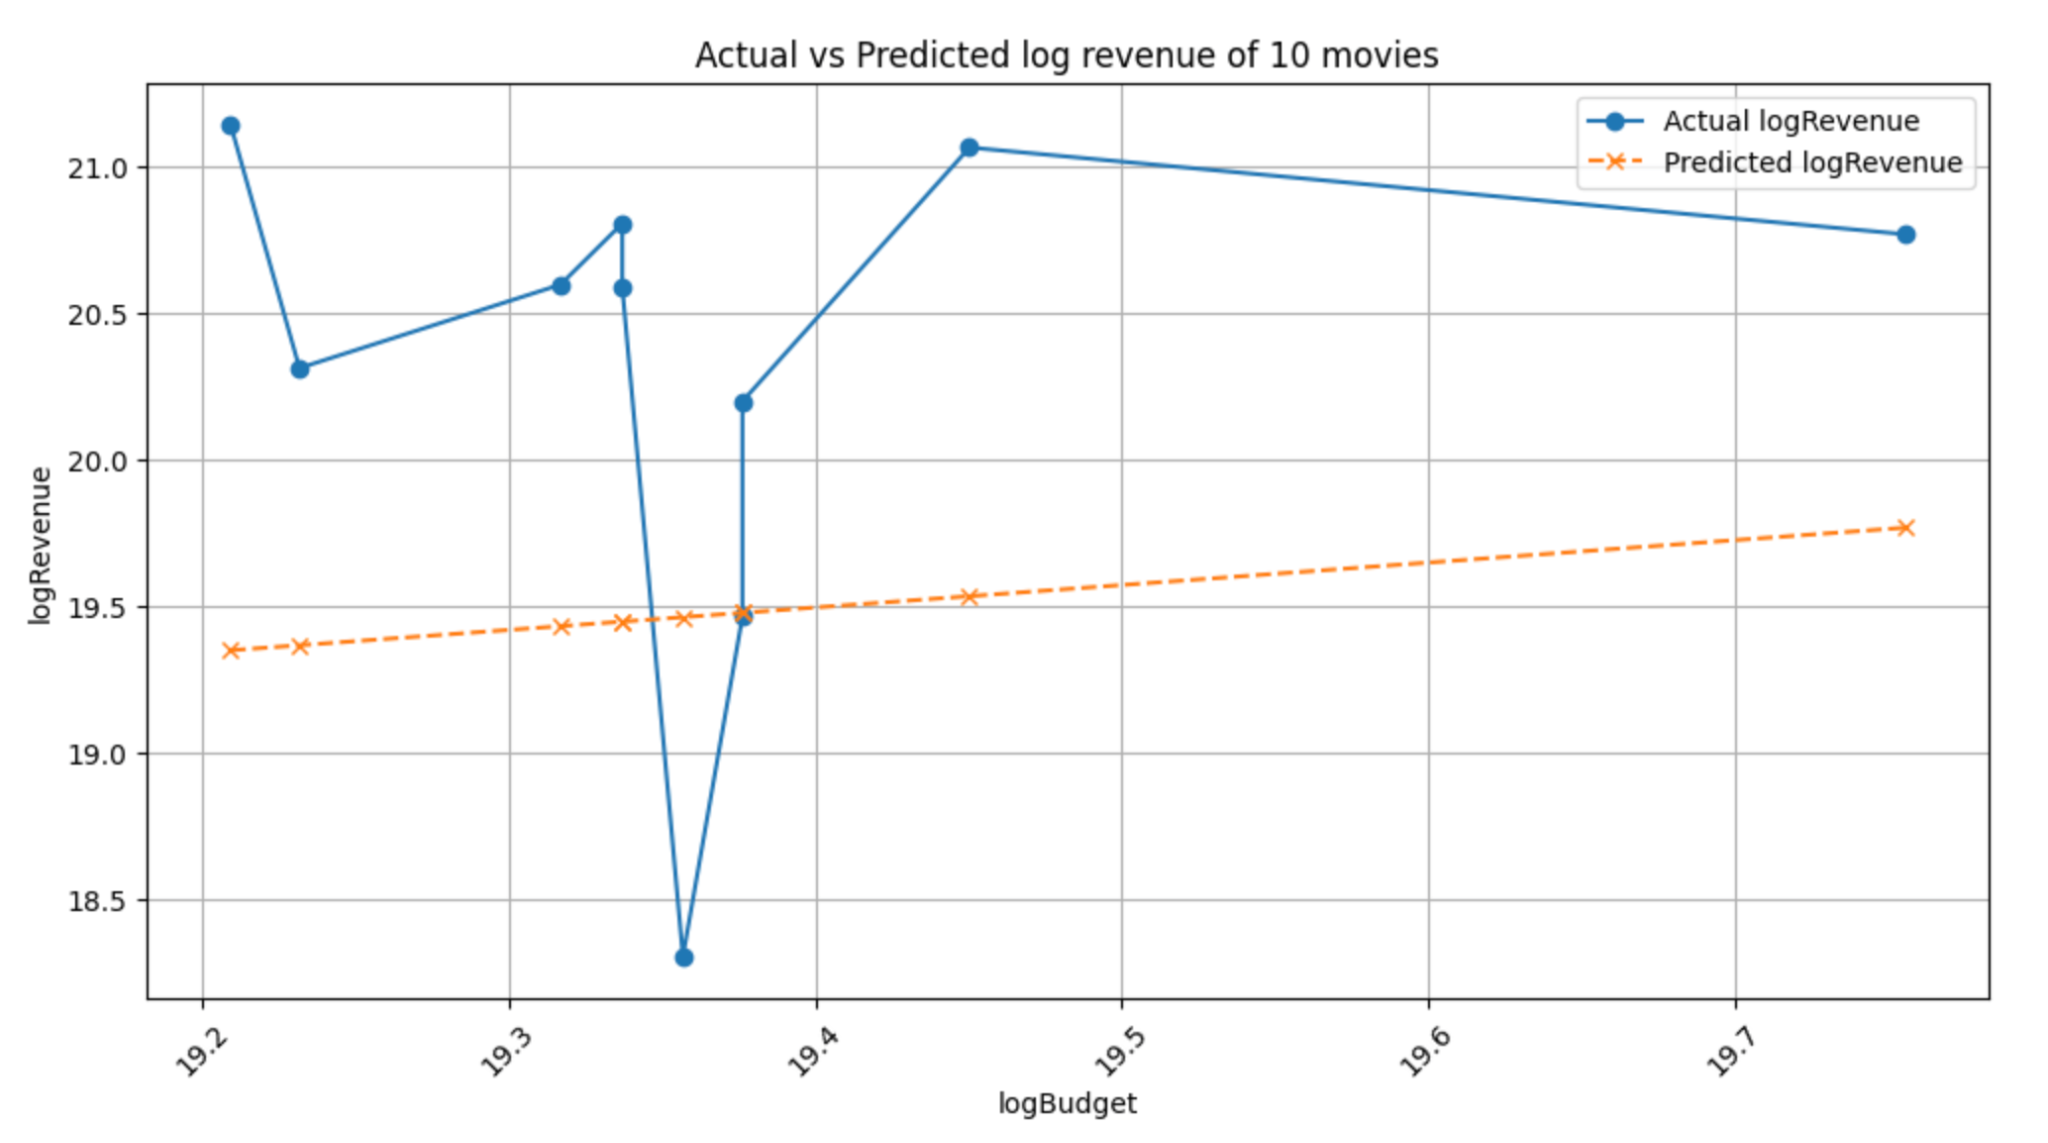 Actual vs Predicted log revenue of 10 movies
Actual logRevenue
Predicted logRevenue
logRevenue
21.0
20.5
20.0
19.5
19.0
18.5
19.2
19.3
19.4
19.5
19.6
19.7
logBudget